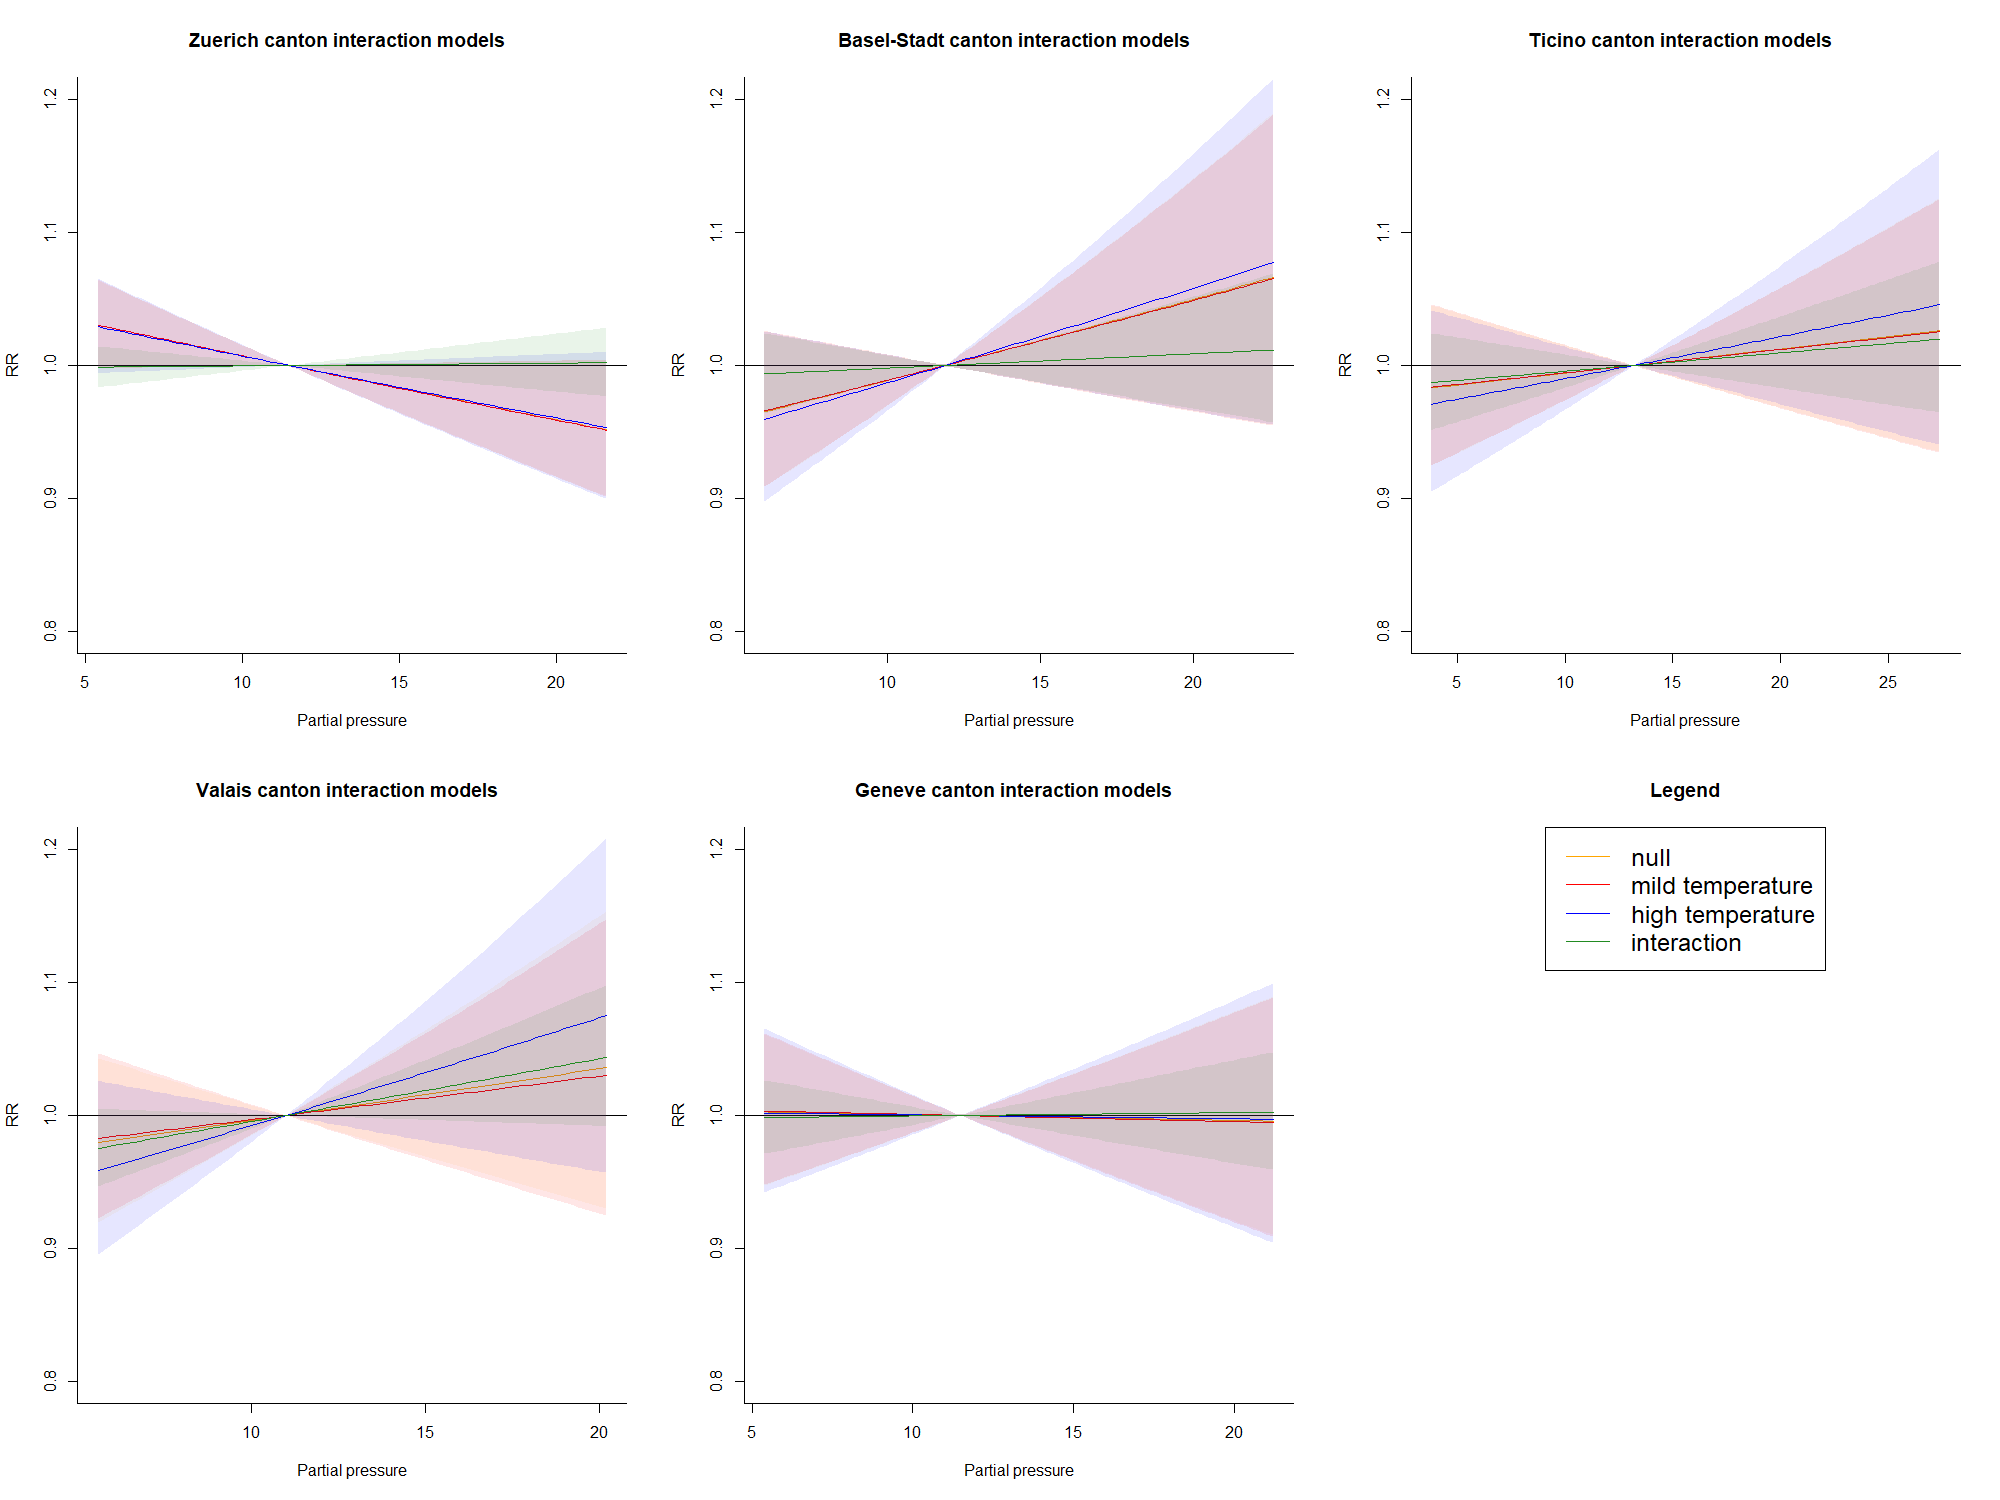 Zuerich canton interaction models
RR
1.2
1.1
1.0
0.9
0.8
5 10 15 20
Partial pressure
Basel-Stadt canton interaction models
RR
1.2
1.1
1.0
0.9
0.8
10 15 20
Partial pressure
Ticino canton interaction models
RR
1.2
1.1
1.0
0.9
0.8
5 10 15 20 25
Partial pressure
Valais canton interaction models
RR
1.2
1.1
1.0
0.9
0.8
10 15 20
Partial pressure
Geneve canton interaction models
RR
1.2
1.1
1.0
0.9
0.8
5 10 15 20
Partial pressure
Legend
null
mild temperature
high temperature
interaction